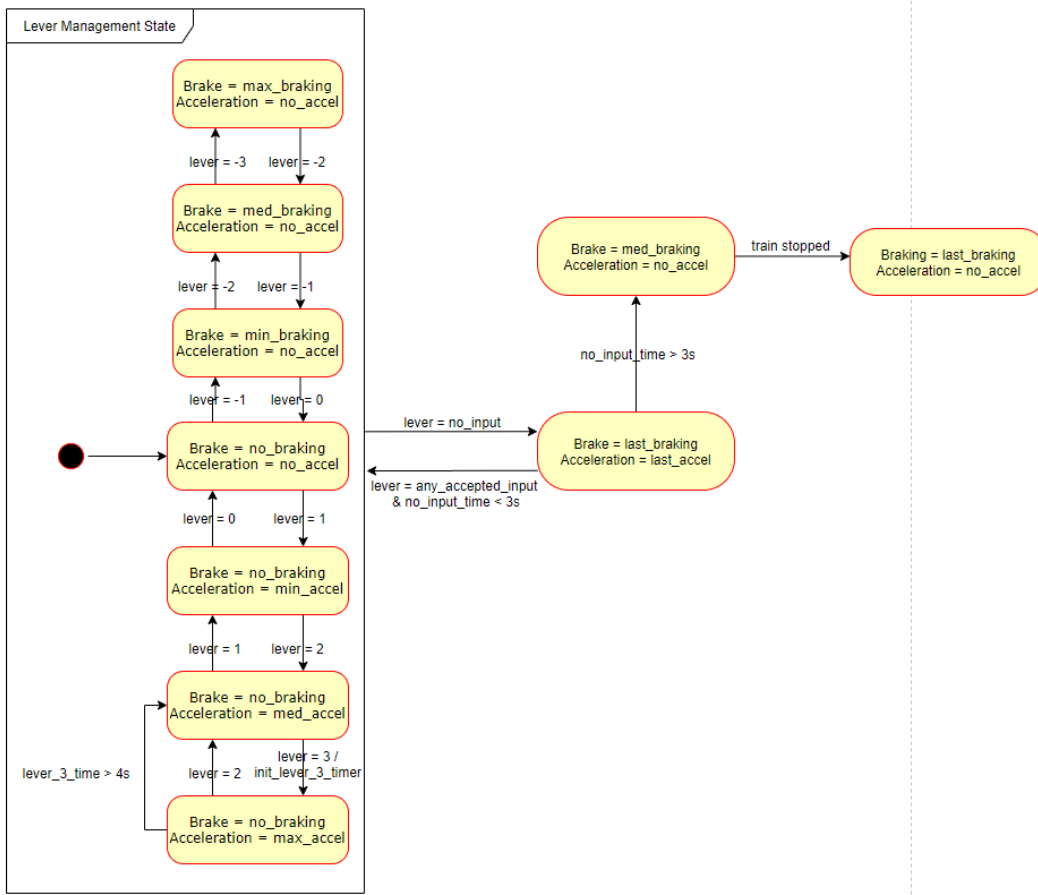 Lever Management State
Brake = max_braking
Acceleration = no_accel
lever = -3
lever = -2
Brake = med_braking
Acceleration = no_accel
lever = -2
lever = -1
Brake = min_braking
Acceleration = no_accel
lever = -1
lever = 0
Brake = no_braking
Acceleration = no_accel
lever = 0
lever = 1
Brake = no_braking
Acceleration = min_accel
lever = 1
lever = 2
Brake = no_braking
Acceleration = med_accel
lever_3_time > 4s
lever = 2
lever = 3 /
init_lever_3_timer
Brake = no_braking
Acceleration = max_accel
lever = no_input
lever = any_accepted_input
& no_input_time < 3s
Brake = last_braking
Acceleration = last_accel
no_input_time > 3s
Brake = med_braking
Acceleration = no_accel
train stopped
Braking = last_braking
Acceleration = no_accel